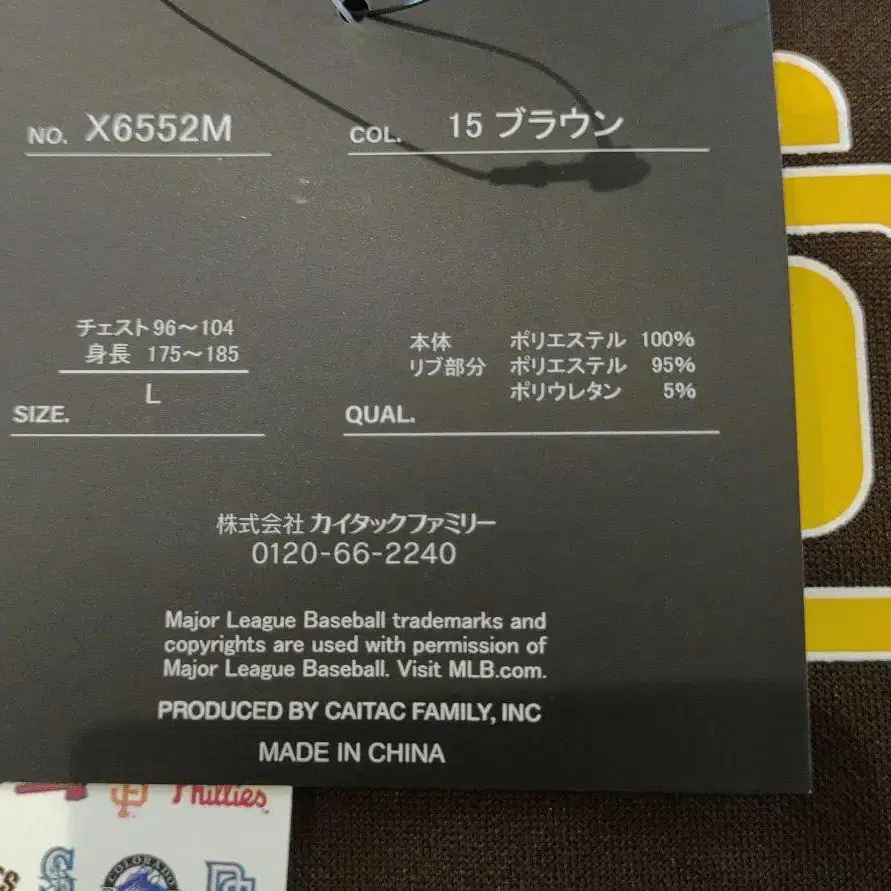 NO. X6552M
COL. 15 ブラウン
チェスト96〜104
身長 175〜185
L
SIZE.
本体 ポリエステル 100%
リブ部分 ポリエステル 95%
ポリウレタン 5%
QUAL.
株式会社 カイタックファミリー
0120-66-2240
Major League Baseball trademarks and
copyrights are used with permission of
Major League Baseball. Visit MLB.com.
PRODUCED BY CAITAC FAMILY, INC
MADE IN CHINA
Phillies